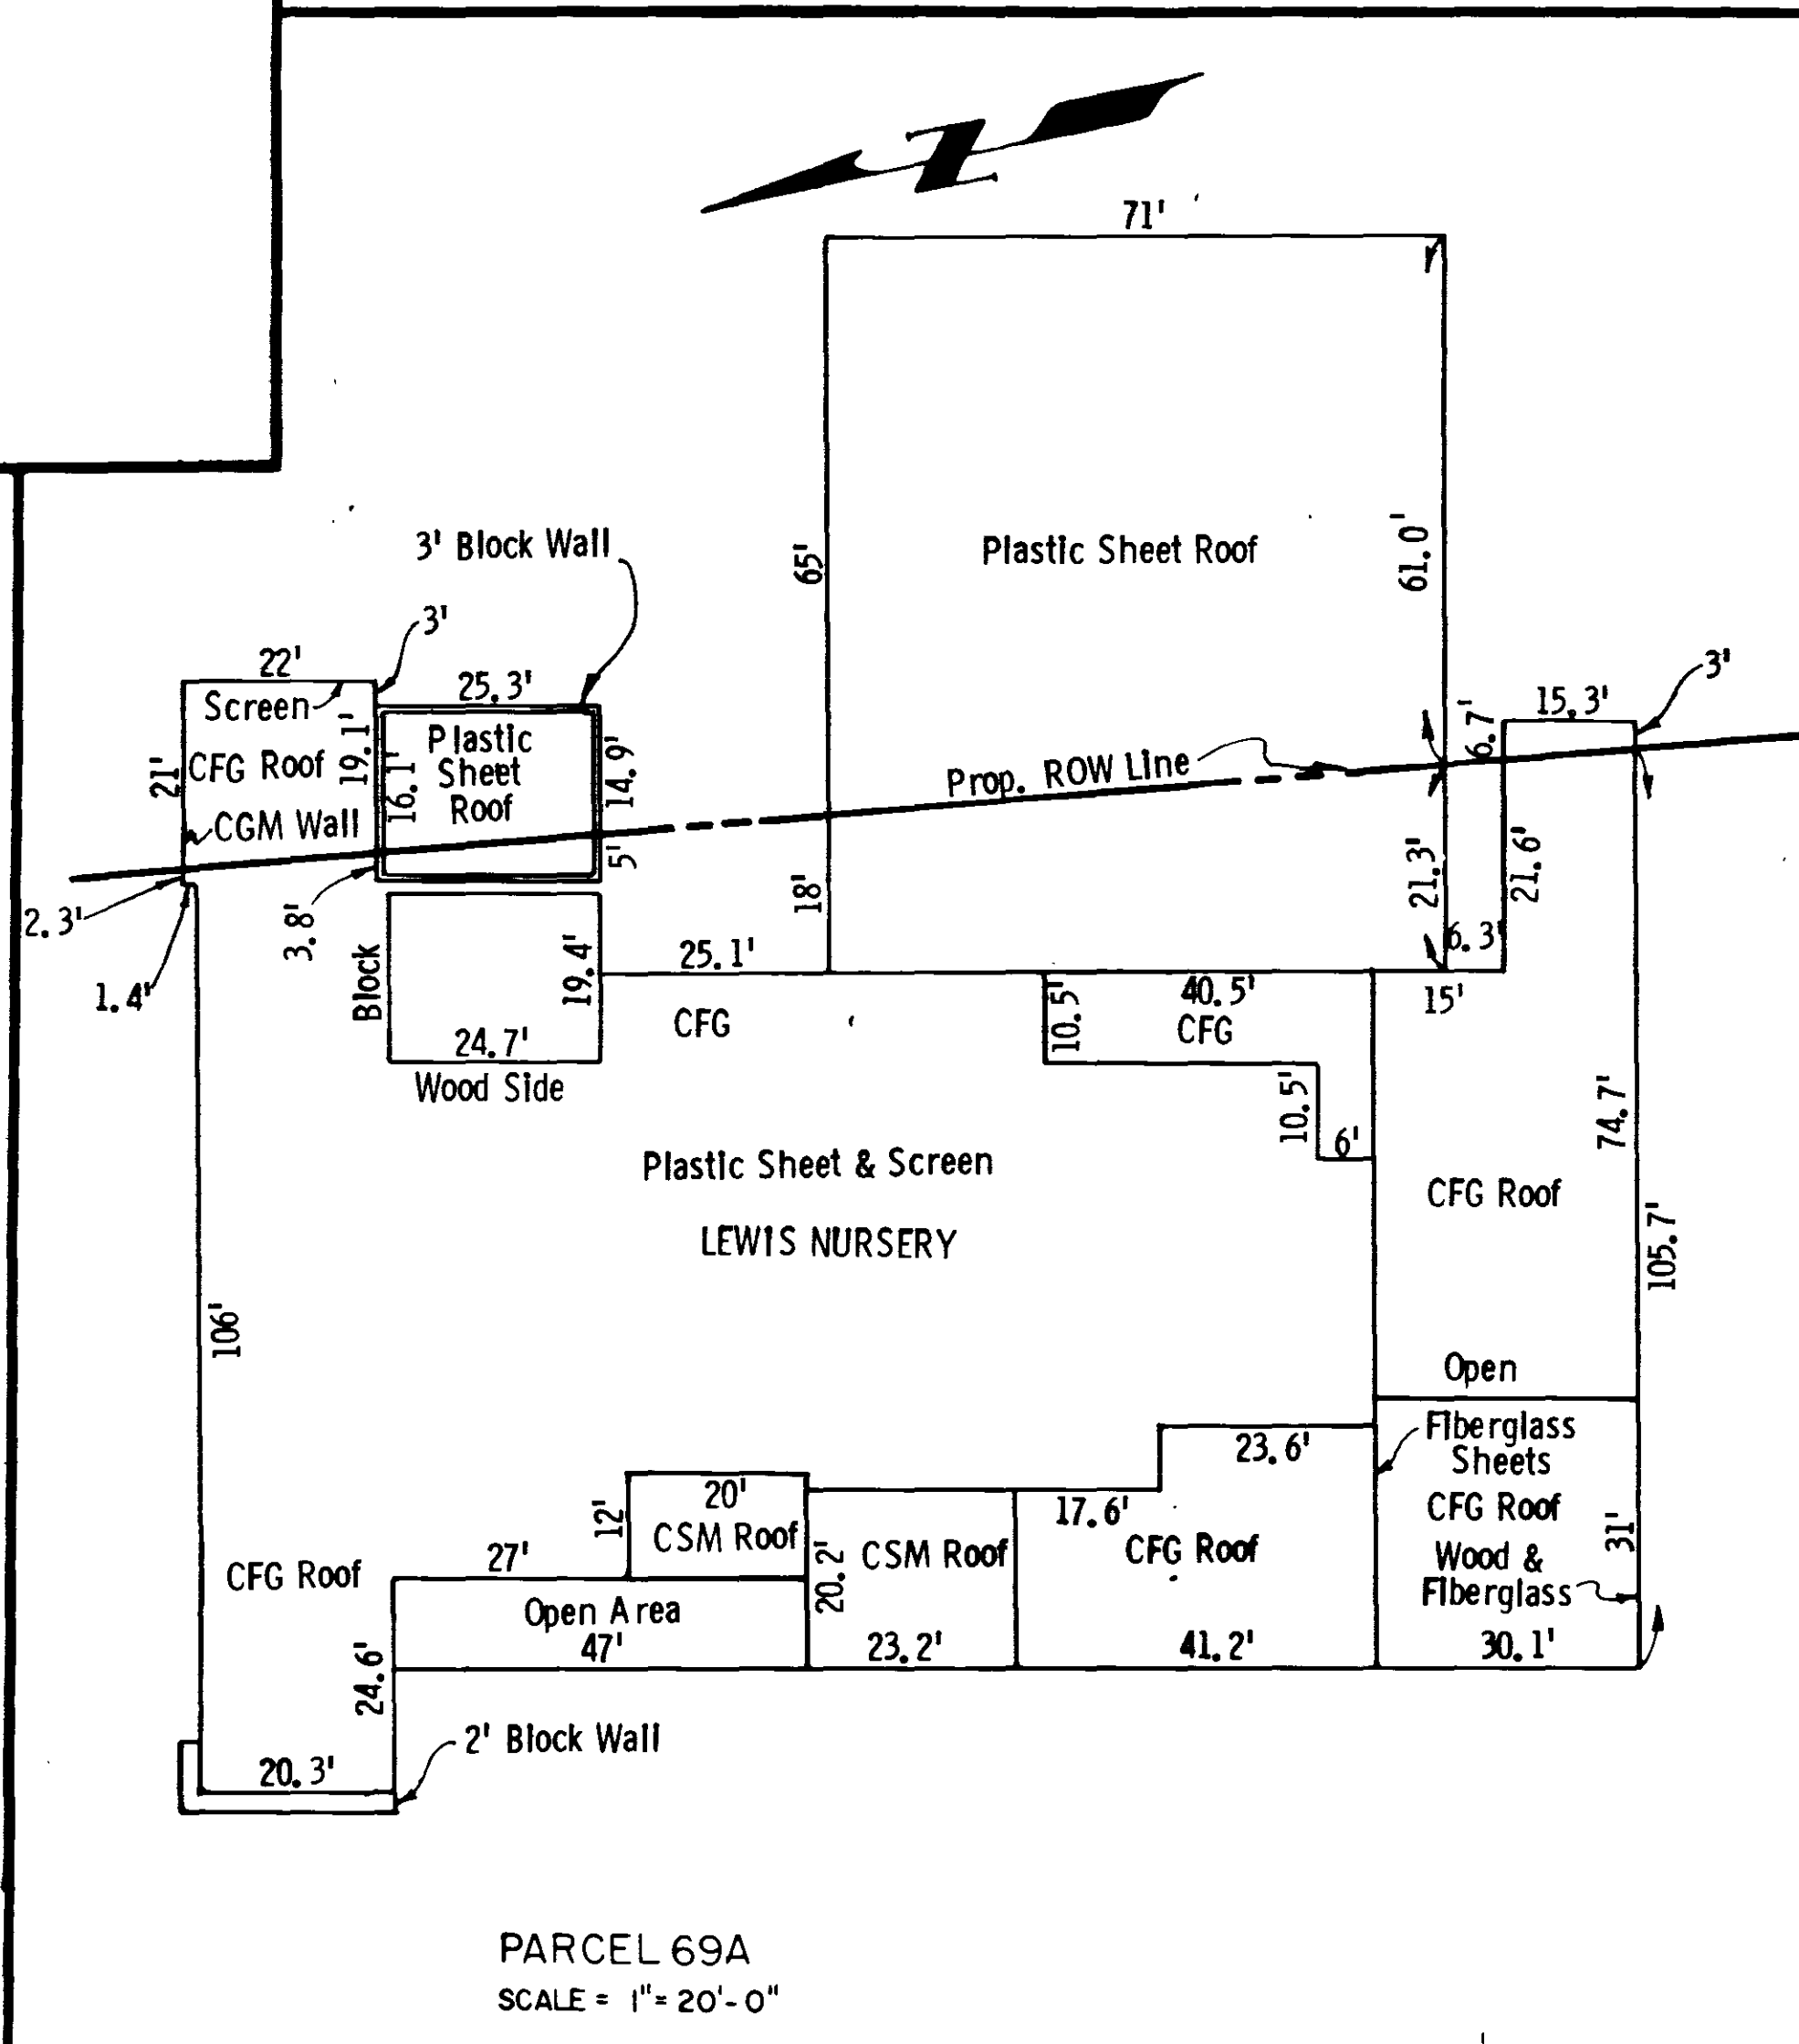 Z
71'
65'
Plastic Sheet Roof
61.0'
3' Block Wall
3'
22'
Screen
25.3'
21'
CFG Roof
19.1'
16.1'
Plastic
Sheet
Roof
14.9'
CGM Wall
5'
Prop. ROW Line
6.7'
15.3'
3'
2.3'
1.4'
3.8'
18'
21.3'
21.6'
6.3'
Block
19.4'
25.1'
24.7'
Wood Side
CFG
10.5'
40.5'
CFG
15'
10.5'
6'
74.7'
Plastic Sheet & Screen
CFG Roof
LEWIS NURSERY
105.7'
106'
Open
Fiberglass
Sheets
23.6'
12'
20'
CSM Roof
17.6'
CFG Roof
27'
20.2'
CSM Roof
CFG Roof
31'
Wood &
Fiberglass
CFG Roof
Open Area
47'
23.2'
41.2'
30.1'
24.6'
2' Block Wall
20.3'
PARCEL 69A
SCALE = 1"= 20'-0"